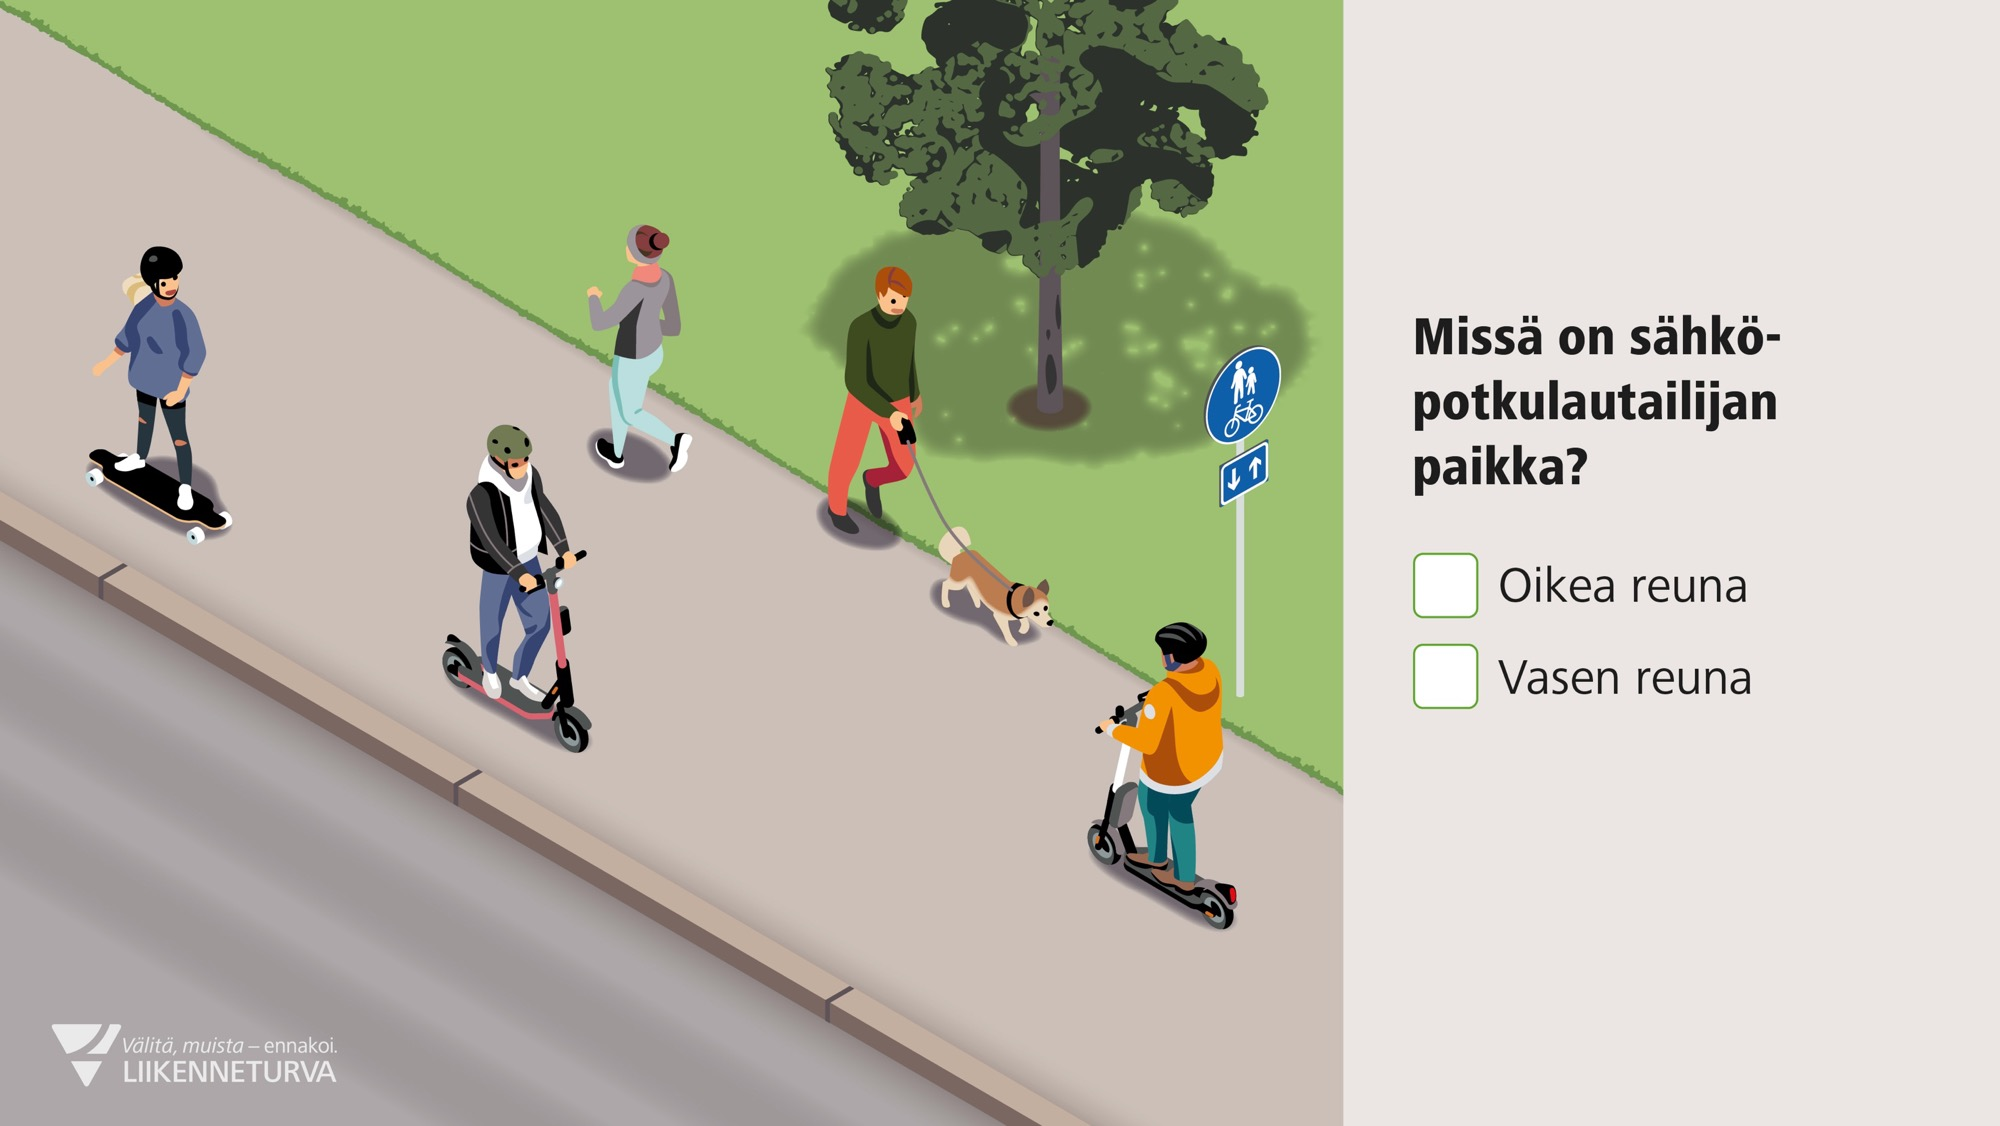 Missä on sähkö-
potkulautailijan
paikka?
Oikea reuna
Vasen reuna
Välitä, muista – ennakoi.
LIIKENNETURVA